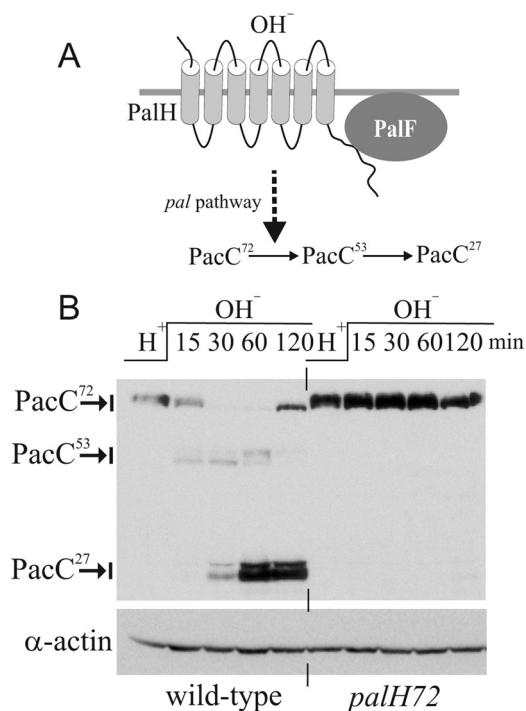 A
OH⁻
PalH
PalF
pal pathway
PacC⁷² PacC⁵³ PacC²⁷
B
OH⁻ OH⁻
H⁺ 15 30 60 120 H⁺ 15 30 60 120 min
PacC⁷²
PacC⁵³
PacC²⁷
α-actin
wild-type palH72